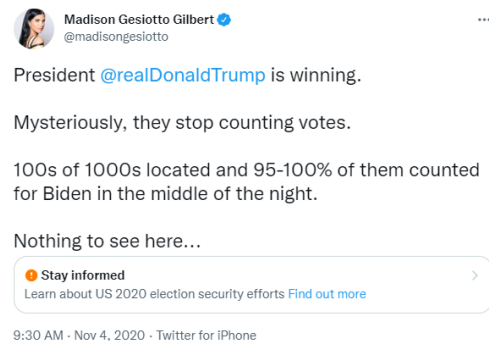 Madison Gesiotto Gilbert
@madisongesiotto
President @realDonaldTrump is winning.
Mysteriously, they stop counting votes.
100s of 1000s located and 95-100% of them counted
for Biden in the middle of the night.
Nothing to see here...
Stay informed
Learn about US 2020 election security efforts Find out more
9:30 AM · Nov 4, 2020 · Twitter for iPhone